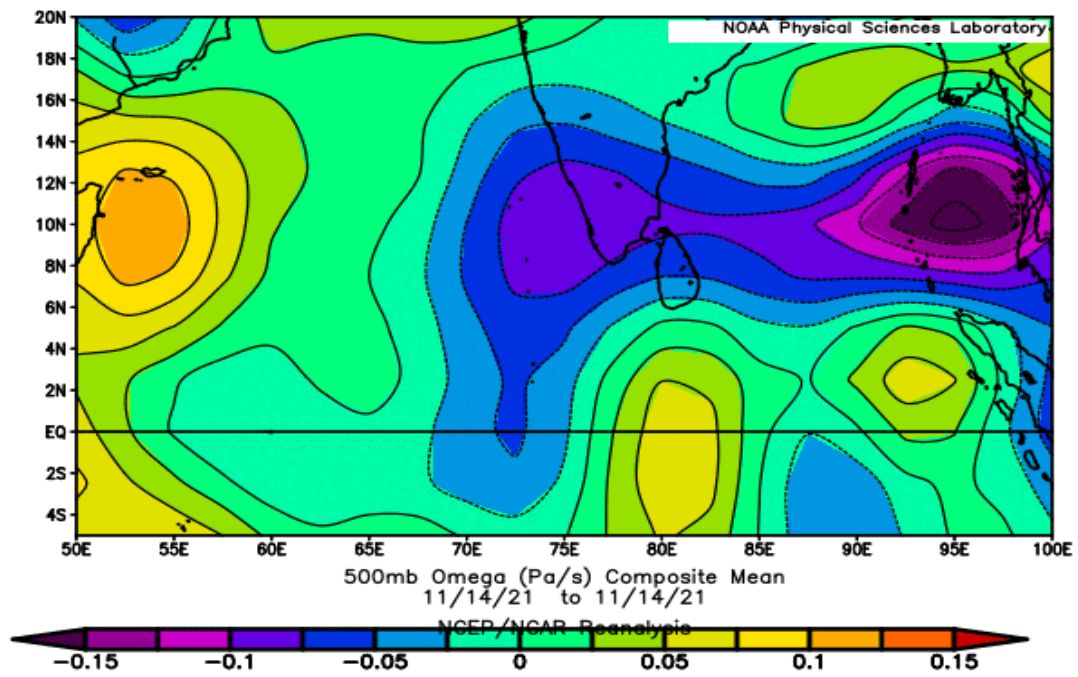 20N
NOAA Physical Sciences Laboratory
18N
16N
14N
12N
10N
8N
6N
4N
2N
EQ
2S
4S
50E 55E 60E 65E 70E 75E 80E 85E 90E 95E 100E
500mb Omega (Pa/s) Composite Mean
11/14/21 to 11/14/21
NCEP/NCAR Reanalysis
-0.15 -0.1 -0.05 0 0.05 0.1 0.15